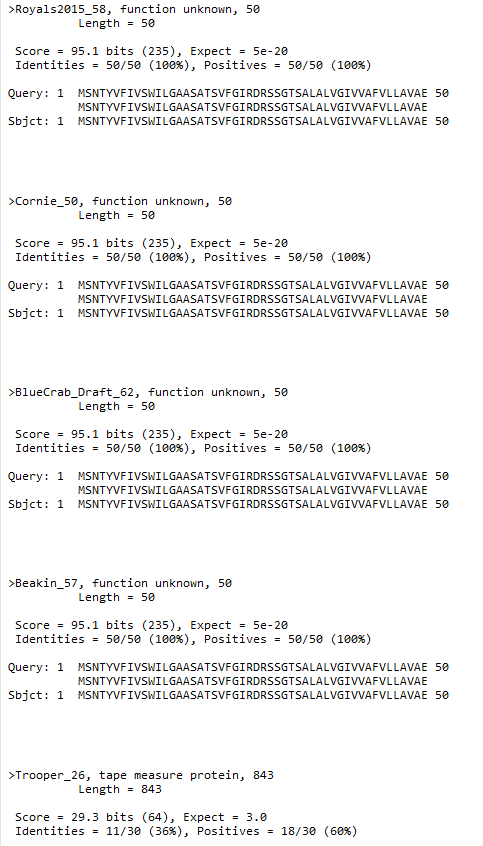 >Royals2015_58, function unknown, 50
Length = 50
Score = 95.1 bits (235), Expect = 5e-20
Identities = 50/50 (100%), Positives = 50/50 (100%)
Query: 1 MSNTYVFIVSWILGAASATSVFGIRDRSSGTSALALVGIVVAFVLLAVAE 50
MSNTYVFIVSWILGAASATSVFGIRDRSSGTSALALVGIVVAFVLLAVAE
Sbjct: 1 MSNTYVFIVSWILGAASATSVFGIRDRSSGTSALALVGIVVAFVLLAVAE 50
>Cornie_50, function unknown, 50
Length = 50
Score = 95.1 bits (235), Expect = 5e-20
Identities = 50/50 (100%), Positives = 50/50 (100%)
Query: 1 MSNTYVFIVSWILGAASATSVFGIRDRSSGTSALALVGIVVAFVLLAVAE 50
MSNTYVFIVSWILGAASATSVFGIRDRSSGTSALALVGIVVAFVLLAVAE
Sbjct: 1 MSNTYVFIVSWILGAASATSVFGIRDRSSGTSALALVGIVVAFVLLAVAE 50
>BlueCrab_Draft_62, function unknown, 50
Length = 50
Score = 95.1 bits (235), Expect = 5e-20
Identities = 50/50 (100%), Positives = 50/50 (100%)
Query: 1 MSNTYVFIVSWILGAASATSVFGIRDRSSGTSALALVGIVVAFVLLAVAE 50
MSNTYVFIVSWILGAASATSVFGIRDRSSGTSALALVGIVVAFVLLAVAE
Sbjct: 1 MSNTYVFIVSWILGAASATSVFGIRDRSSGTSALALVGIVVAFVLLAVAE 50
>Beakin_57, function unknown, 50
Length = 50
Score = 95.1 bits (235), Expect = 5e-20
Identities = 50/50 (100%), Positives = 50/50 (100%)
Query: 1 MSNTYVFIVSWILGAASATSVFGIRDRSSGTSALALVGIVVAFVLLAVAE 50
MSNTYVFIVSWILGAASATSVFGIRDRSSGTSALALVGIVVAFVLLAVAE
Sbjct: 1 MSNTYVFIVSWILGAASATSVFGIRDRSSGTSALALVGIVVAFVLLAVAE 50
>Trooper_26, tape measure protein, 843
Length = 843
Score = 29.3 bits (64), Expect = 3.0
Identities = 11/30 (36%), Positives = 18/30 (60%)